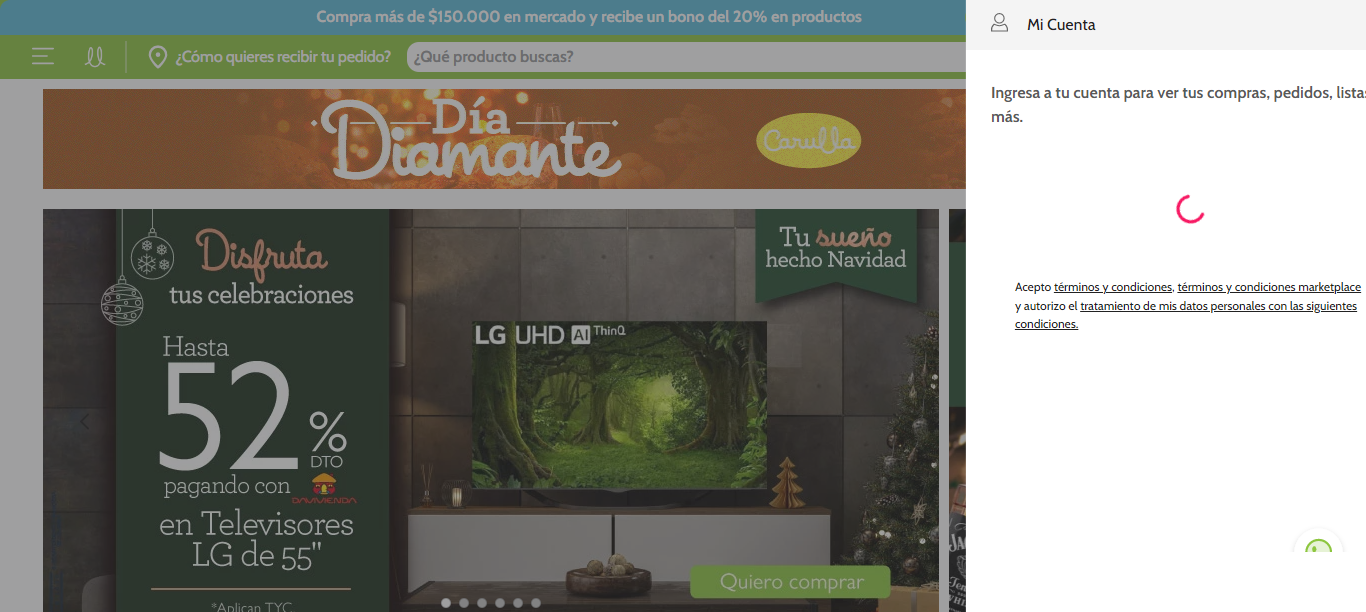 Compra más de $150.000 en mercado y recibe un bono del 20% en productos
¿Cómo quieres recibir tu pedido?
¿Qué producto buscas?
Mi Cuenta
Ingresa a tu cuenta para ver tus compras, pedidos, listas
más.
Acepto términos y condiciones, términos y condiciones marketplace
y autorizo el tratamiento de mis datos personales con las siguientes
condiciones.
Día
Diamante
Carulla
Disfruta
tus celebraciones
Hasta
52%
DTO
pagando con DAVIVIENDA
en Televisores
LG de 55"
*Aplican TYC
Tu sueño
hecho Navidad
LG UHD AI ThinQ
Quiero comprar